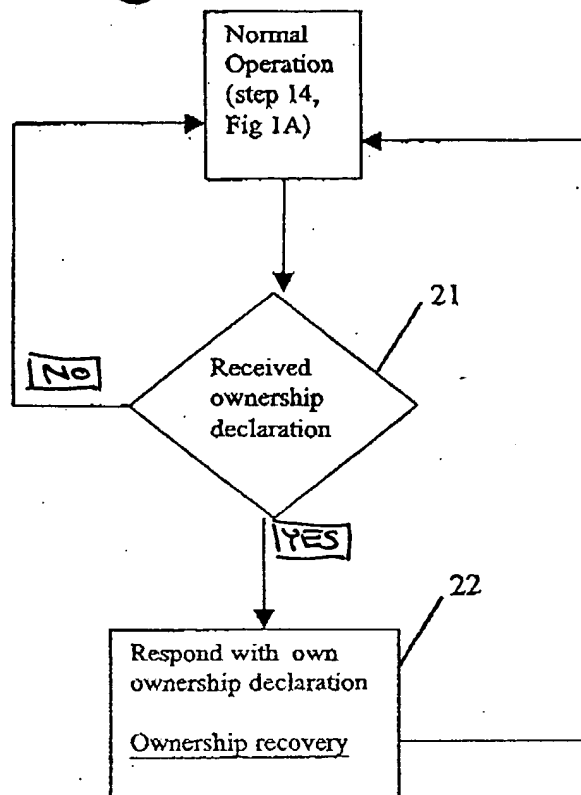 Normal
Operation
(step 14,
Fig 1A)
21
Received
ownership
declaration
NO
YES
22
Respond with own
ownership declaration
Ownership recovery